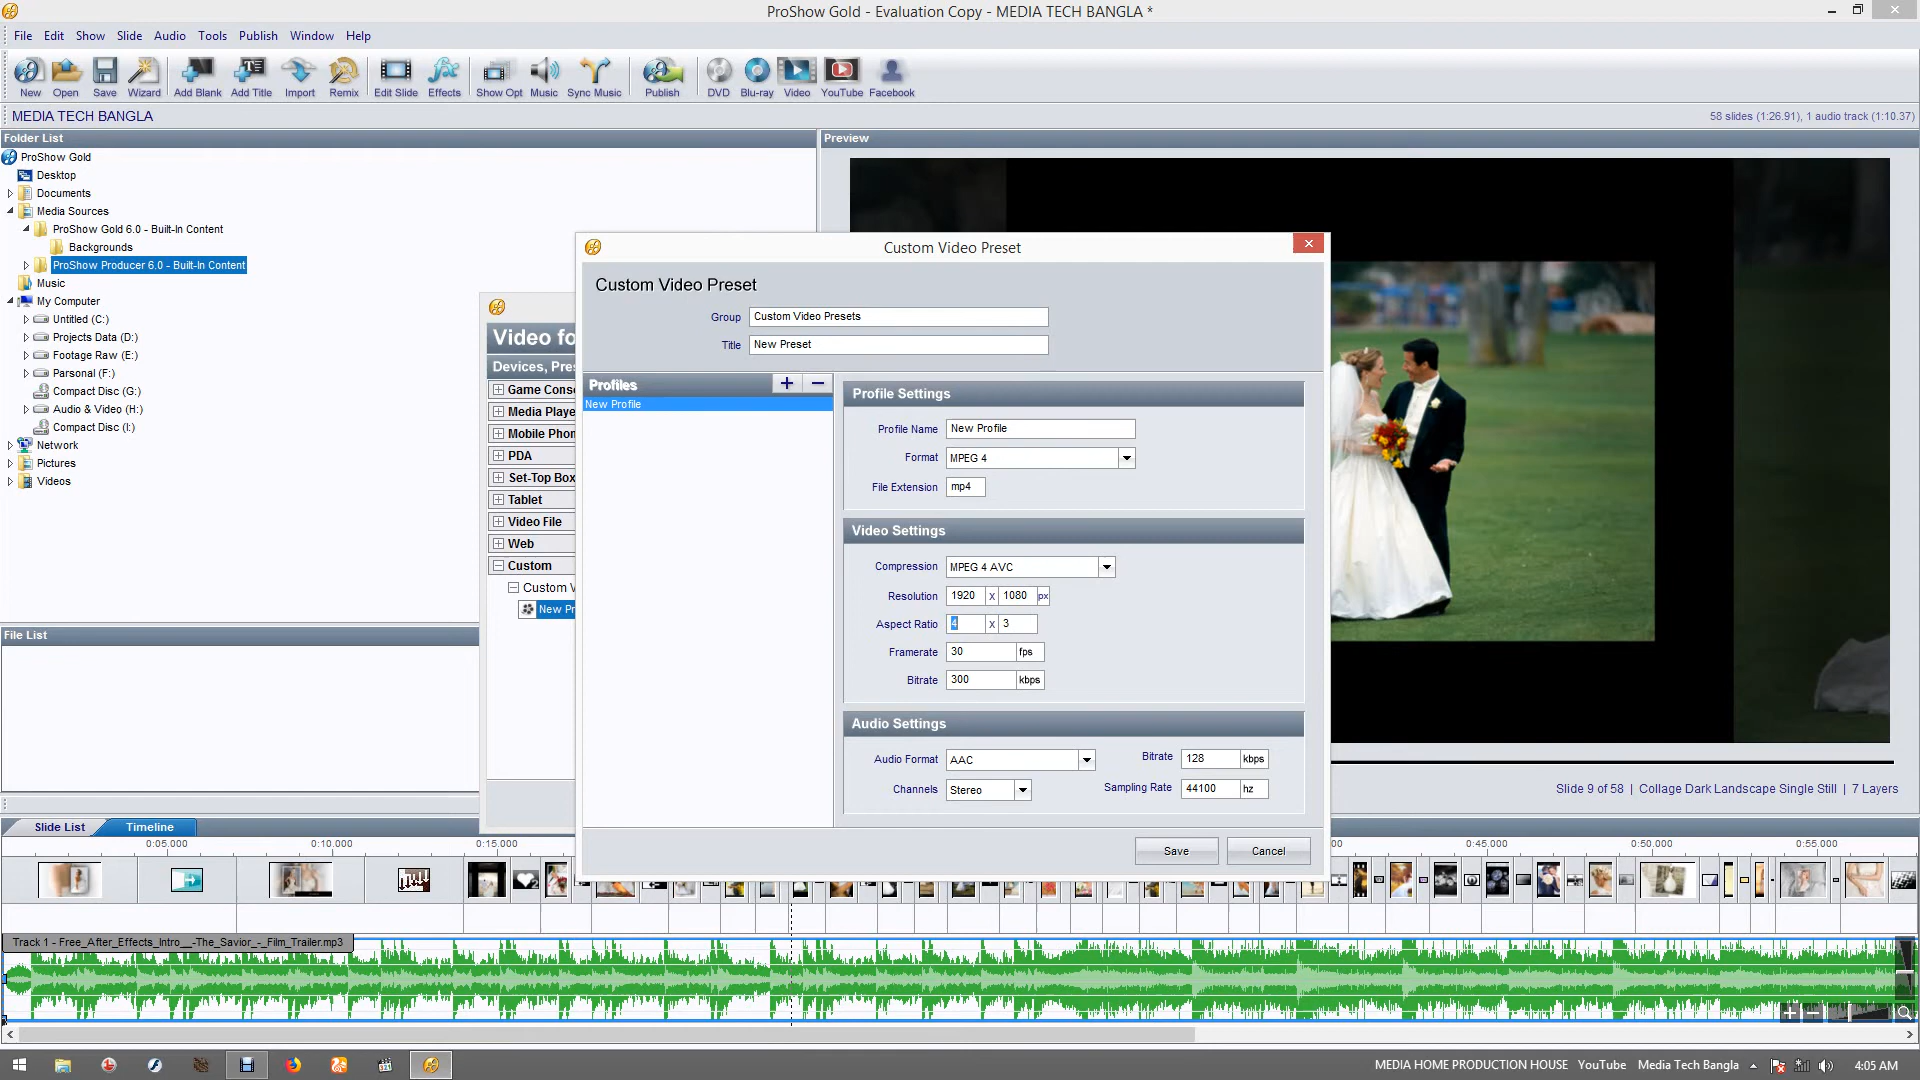 ProShow Gold - Evaluation Copy - MEDIA TECH BANGLA *
File Edit Show Slide Audio Tools Publish Window Help
New Open Save Wizard Add Blank Add Title Import Remix Edit Slide Effects Show Opt Music Sync Music Publish DVD Blu-ray Video YouTube Facebook
MEDIA TECH BANGLA
58 slides (1:26.91), 1 audio track (1:10.37)
Folder List
ProShow Gold
Desktop
Documents
Media Sources
ProShow Gold 6.0 - Built-In Content
Backgrounds
ProShow Producer 6.0 - Built-In Content
Music
My Computer
Untitled (C:)
Projects Data (D:)
Footage Raw (E:)
Parsonal (F:)
Compact Disc (G:)
Audio & Video (H:)
Compact Disc (I:)
Network
Pictures
Videos
File List
Preview
Video fo
Devices, Pre
Game Conso
Media Playe
Mobile Phon
PDA
Set-Top Box
Tablet
Video File
Web
Custom
Custom V
New Pr
Custom Video Preset
Custom Video Preset
Group Custom Video Presets
Title New Preset
Profiles + −
New Profile
Profile Settings
Profile Name New Profile
Format MPEG 4
File Extension mp4
Video Settings
Compression MPEG 4 AVC
Resolution 1920 x 1080 px
Aspect Ratio 4 x 3
Framerate 30 fps
Bitrate 300 kbps
Audio Settings
Audio Format AAC Bitrate 128 kbps
Channels Stereo Sampling Rate 44100 hz
Save Cancel
Slide 9 of 58 | Collage Dark Landscape Single Still | 7 Layers
Slide List Timeline
0:05.000 0:10.000 0:15.000 00 0:45.000 0:50.000 0:55.000
Track 1 - Free_After_Effects_Intro__-The_Savior_-_Film_Trailer.mp3
MEDIA HOME PRODUCTION HOUSE YouTube Media Tech Bangla 4:05 AM